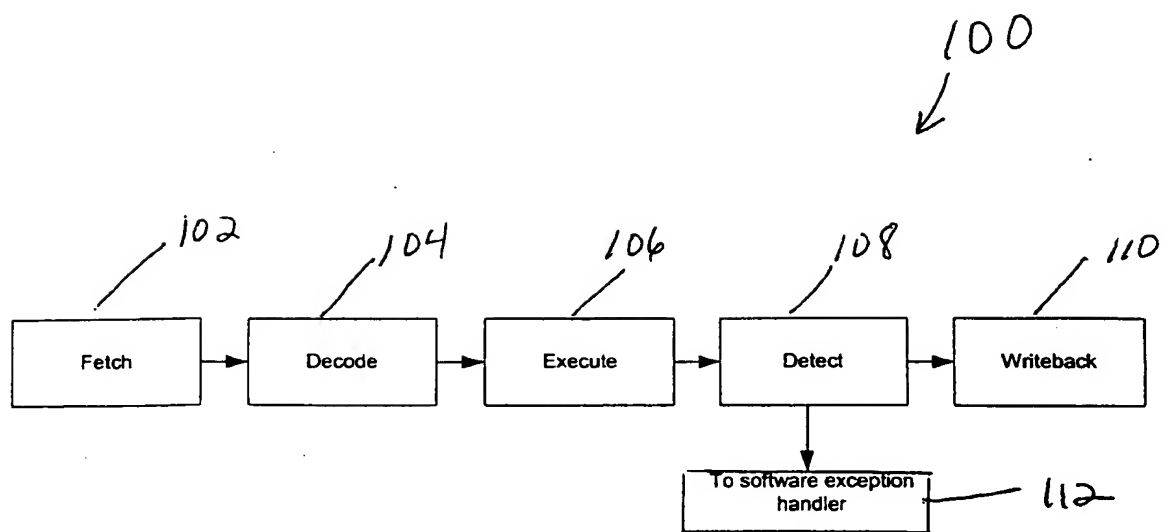 100
102
104
106
108
110
Fetch
Decode
Execute
Detect
Writeback
To software exception
handler
112